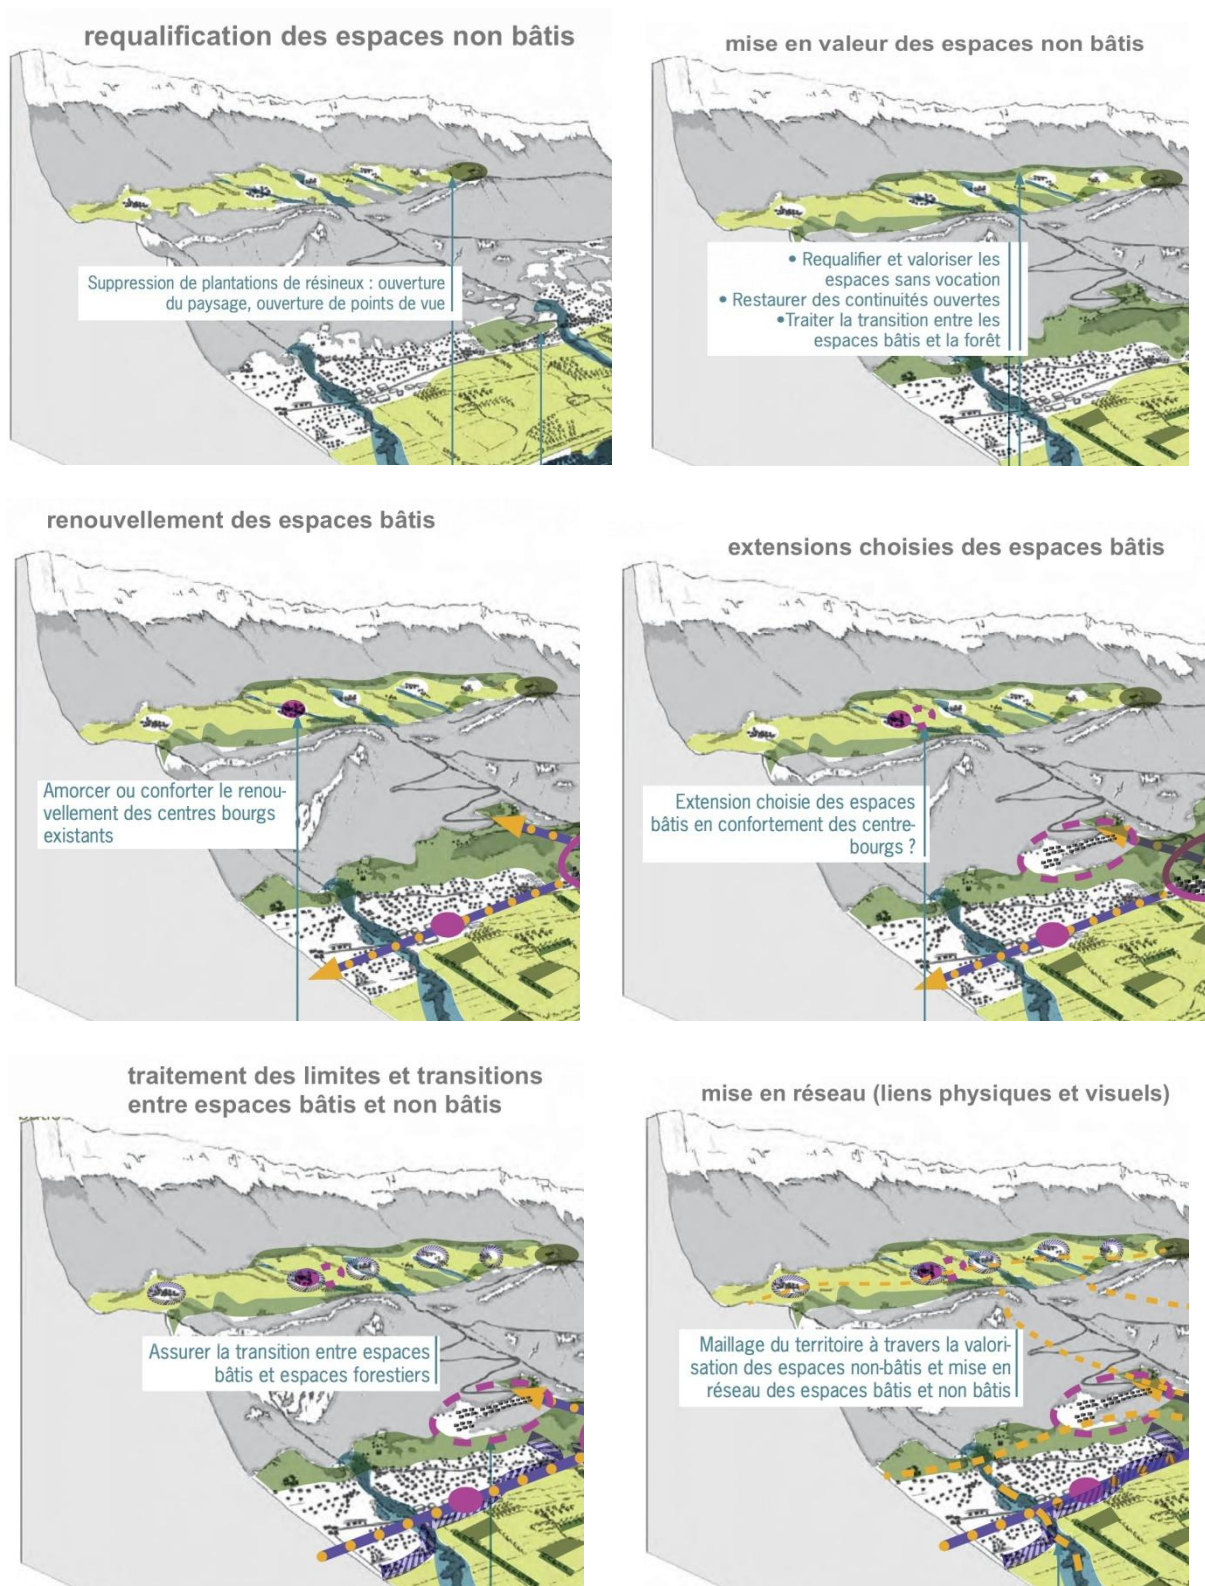 requalification des espaces non bâtis
Suppression de plantations de résineux : ouverture
du paysage, ouverture de points de vue
mise en valeur des espaces non bâtis
• Requalifier et valoriser les
espaces sans vocation
• Restaurer des continuités ouvertes
•Traiter la transition entre les
espaces bâtis et la forêt
renouvellement des espaces bâtis
Amorcer ou conforter le renou-
vellement des centres bourgs
existants
extensions choisies des espaces bâtis
Extension choisie des espaces
bâtis en confortement des centre-
bourgs ?
traitement des limites et transitions
entre espaces bâtis et non bâtis
Assurer la transition entre espaces
bâtis et espaces forestiers
mise en réseau (liens physiques et visuels)
Maillage du territoire à travers la valori-
sation des espaces non-bâtis et mise en
réseau des espaces bâtis et non bâtis